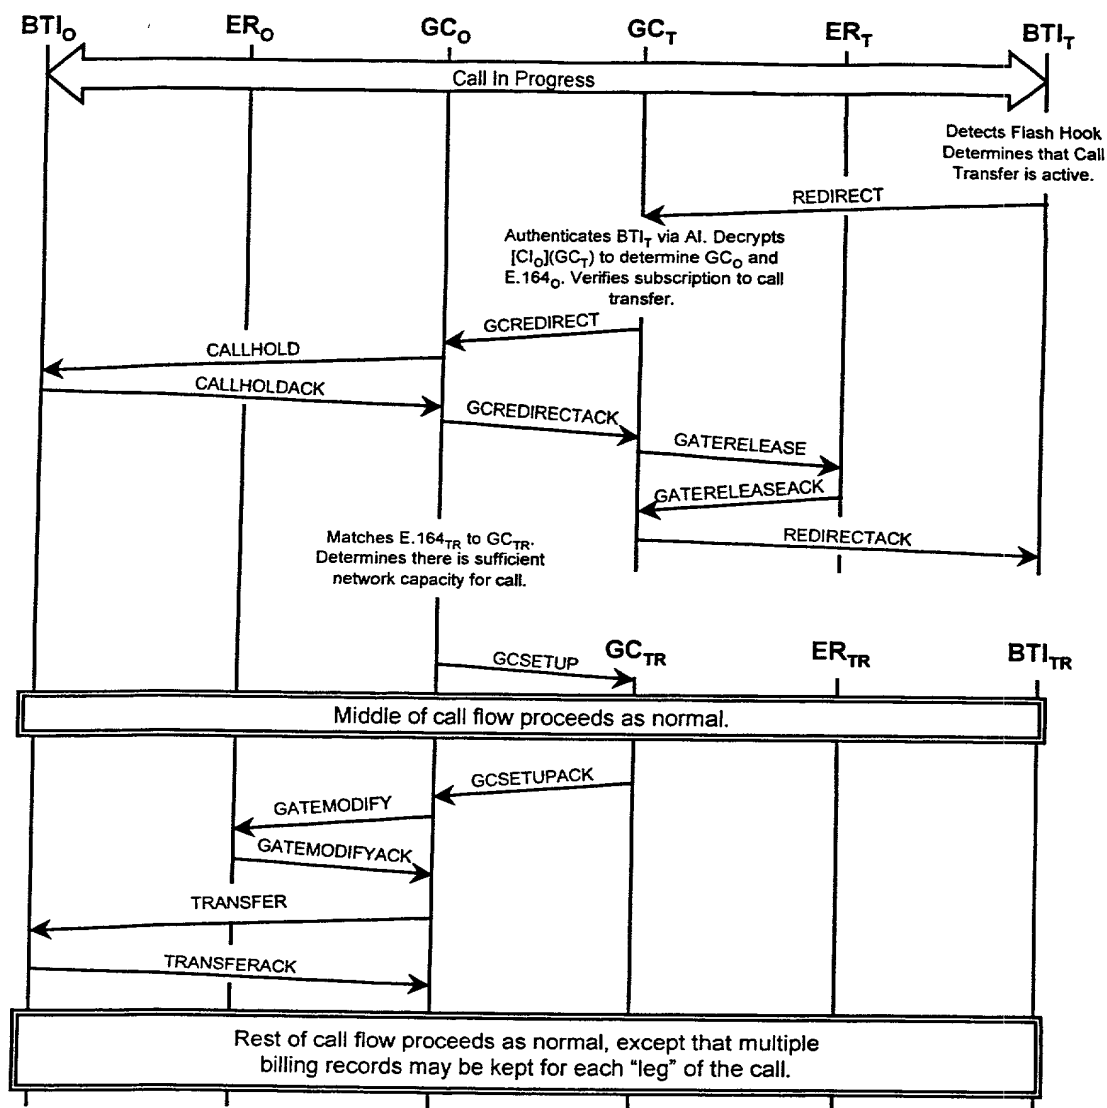 BTI_O ER_O GC_O GC_T ER_T BTI_T
Call In Progress
Detects Flash Hook
Determines that Call
Transfer is active.
REDIRECT
Authenticates BTI_T via AI. Decrypts
[CI_O](GC_T) to determine GC_O and
E.164_O. Verifies subscription to call
transfer.
GCREDIRECT
CALLHOLD
CALLHOLDACK
GCREDIRECTACK
GATERELEASE
GATERELEASEACK
REDIRECTACK
Matches E.164_TR to GC_TR.
Determines there is sufficient
network capacity for call.
GC_TR ER_TR BTI_TR
GCSETUP
Middle of call flow proceeds as normal.
GCSETUPACK
GATEMODIFY
GATEMODIFYACK
TRANSFER
TRANSFERACK
Rest of call flow proceeds as normal, except that multiple
billing records may be kept for each “leg” of the call.